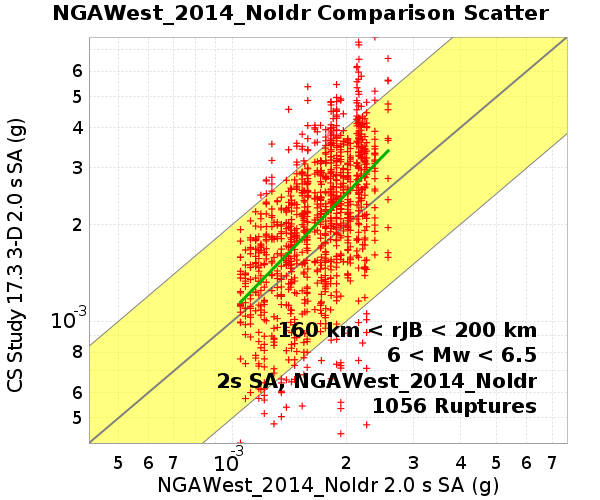 NGAWest_2014_NoIdr Comparison Scatter
CS Study 17.3 3-D 2.0 s SA (g)
6
5
4
3
2
10-3
8
6
5
160 km < rJB < 200 km
6 < Mw < 6.5
2s SA, NGAWest_2014_NoIdr
1056 Ruptures
5 6 7 10-3 2 3 4 5 6 7
NGAWest_2014_NoIdr 2.0 s SA (g)